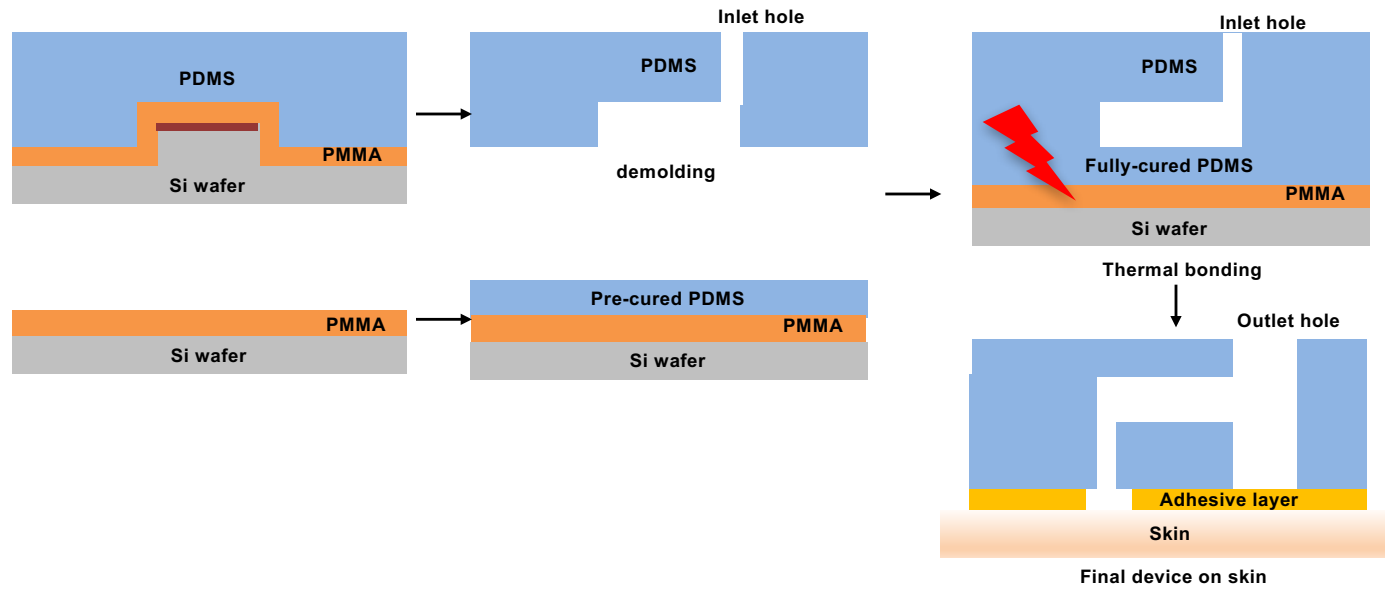 Inlet hole
PDMS
PMMA
Si wafer
PDMS
demolding
Inlet hole
PDMS
Fully-cured PDMS
PMMA
Si wafer
Thermal bonding
PMMA
Si wafer
Pre-cured PDMS
PMMA
Si wafer
Outlet hole
Adhesive layer
Skin
Final device on skin